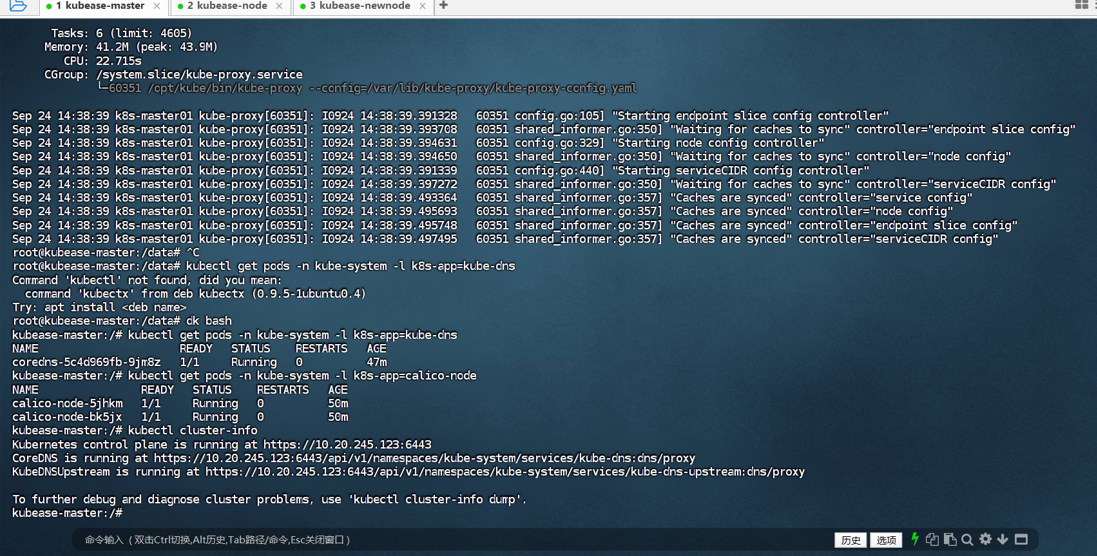 1 kubease-master × 2 kubease-node × 3 kubease-newnode × +
Tasks: 6 (limit: 4605)
Memory: 41.2M (peak: 43.9M)
CPU: 22.715s
CGroup: /system.slice/kube-proxy.service
└─60351 /opt/kube/bin/kube-proxy --config=/var/lib/kube-proxy/kube-proxy-config.yaml
Sep 24 14:38:39 k8s-master01 kube-proxy[60351]: I0924 14:38:39.391328 60351 config.go:105] "Starting endpoint slice config controller"
Sep 24 14:38:39 k8s-master01 kube-proxy[60351]: I0924 14:38:39.393708 60351 shared_informer.go:350] "Waiting for caches to sync" controller="endpoint slice config"
Sep 24 14:38:39 k8s-master01 kube-proxy[60351]: I0924 14:38:39.394631 60351 config.go:329] "Starting node config controller"
Sep 24 14:38:39 k8s-master01 kube-proxy[60351]: I0924 14:38:39.394650 60351 shared_informer.go:350] "Waiting for caches to sync" controller="node config"
Sep 24 14:38:39 k8s-master01 kube-proxy[60351]: I0924 14:38:39.391339 60351 config.go:440] "Starting serviceCIDR config controller"
Sep 24 14:38:39 k8s-master01 kube-proxy[60351]: I0924 14:38:39.397272 60351 shared_informer.go:350] "Waiting for caches to sync" controller="serviceCIDR config"
Sep 24 14:38:39 k8s-master01 kube-proxy[60351]: I0924 14:38:39.493364 60351 shared_informer.go:357] "Caches are synced" controller="service config"
Sep 24 14:38:39 k8s-master01 kube-proxy[60351]: I0924 14:38:39.495693 60351 shared_informer.go:357] "Caches are synced" controller="node config"
Sep 24 14:38:39 k8s-master01 kube-proxy[60351]: I0924 14:38:39.495748 60351 shared_informer.go:357] "Caches are synced" controller="endpoint slice config"
Sep 24 14:38:39 k8s-master01 kube-proxy[60351]: I0924 14:38:39.497495 60351 shared_informer.go:357] "Caches are synced" controller="serviceCIDR config"
root@kubease-master:/data# ^C
root@kubease-master:/data# kubectl get pods -n kube-system -l k8s-app=kube-dns
Command 'kubectl' not found, did you mean:
command 'kubectx' from deb kubectx (0.9.5-1ubuntu0.4)
Try: apt install <deb name>
root@kubease-master:/data# dk bash
kubease-master:/# kubectl get pods -n kube-system -l k8s-app=kube-dns
NAME READY STATUS RESTARTS AGE
coredns-5c4d969fb-9jm8z 1/1 Running 0 47m
kubease-master:/# kubectl get pods -n kube-system -l k8s-app=calico-node
NAME READY STATUS RESTARTS AGE
calico-node-5jhkm 1/1 Running 0 50m
calico-node-bk5jx 1/1 Running 0 50m
kubease-master:/# kubectl cluster-info
Kubernetes control plane is running at https://10.20.245.123:6443
CoreDNS is running at https://10.20.245.123:6443/api/v1/namespaces/kube-system/services/kube-dns:dns/proxy
KubeDNSUpstream is running at https://10.20.245.123:6443/api/v1/namespaces/kube-system/services/kube-dns-upstream:dns/proxy
To further debug and diagnose cluster problems, use 'kubectl cluster-info dump'.
kubease-master:/#
命令输入 (双击Ctrl切换,Alt历史,Tab路径/命令,Esc关闭窗口) 历史 选项